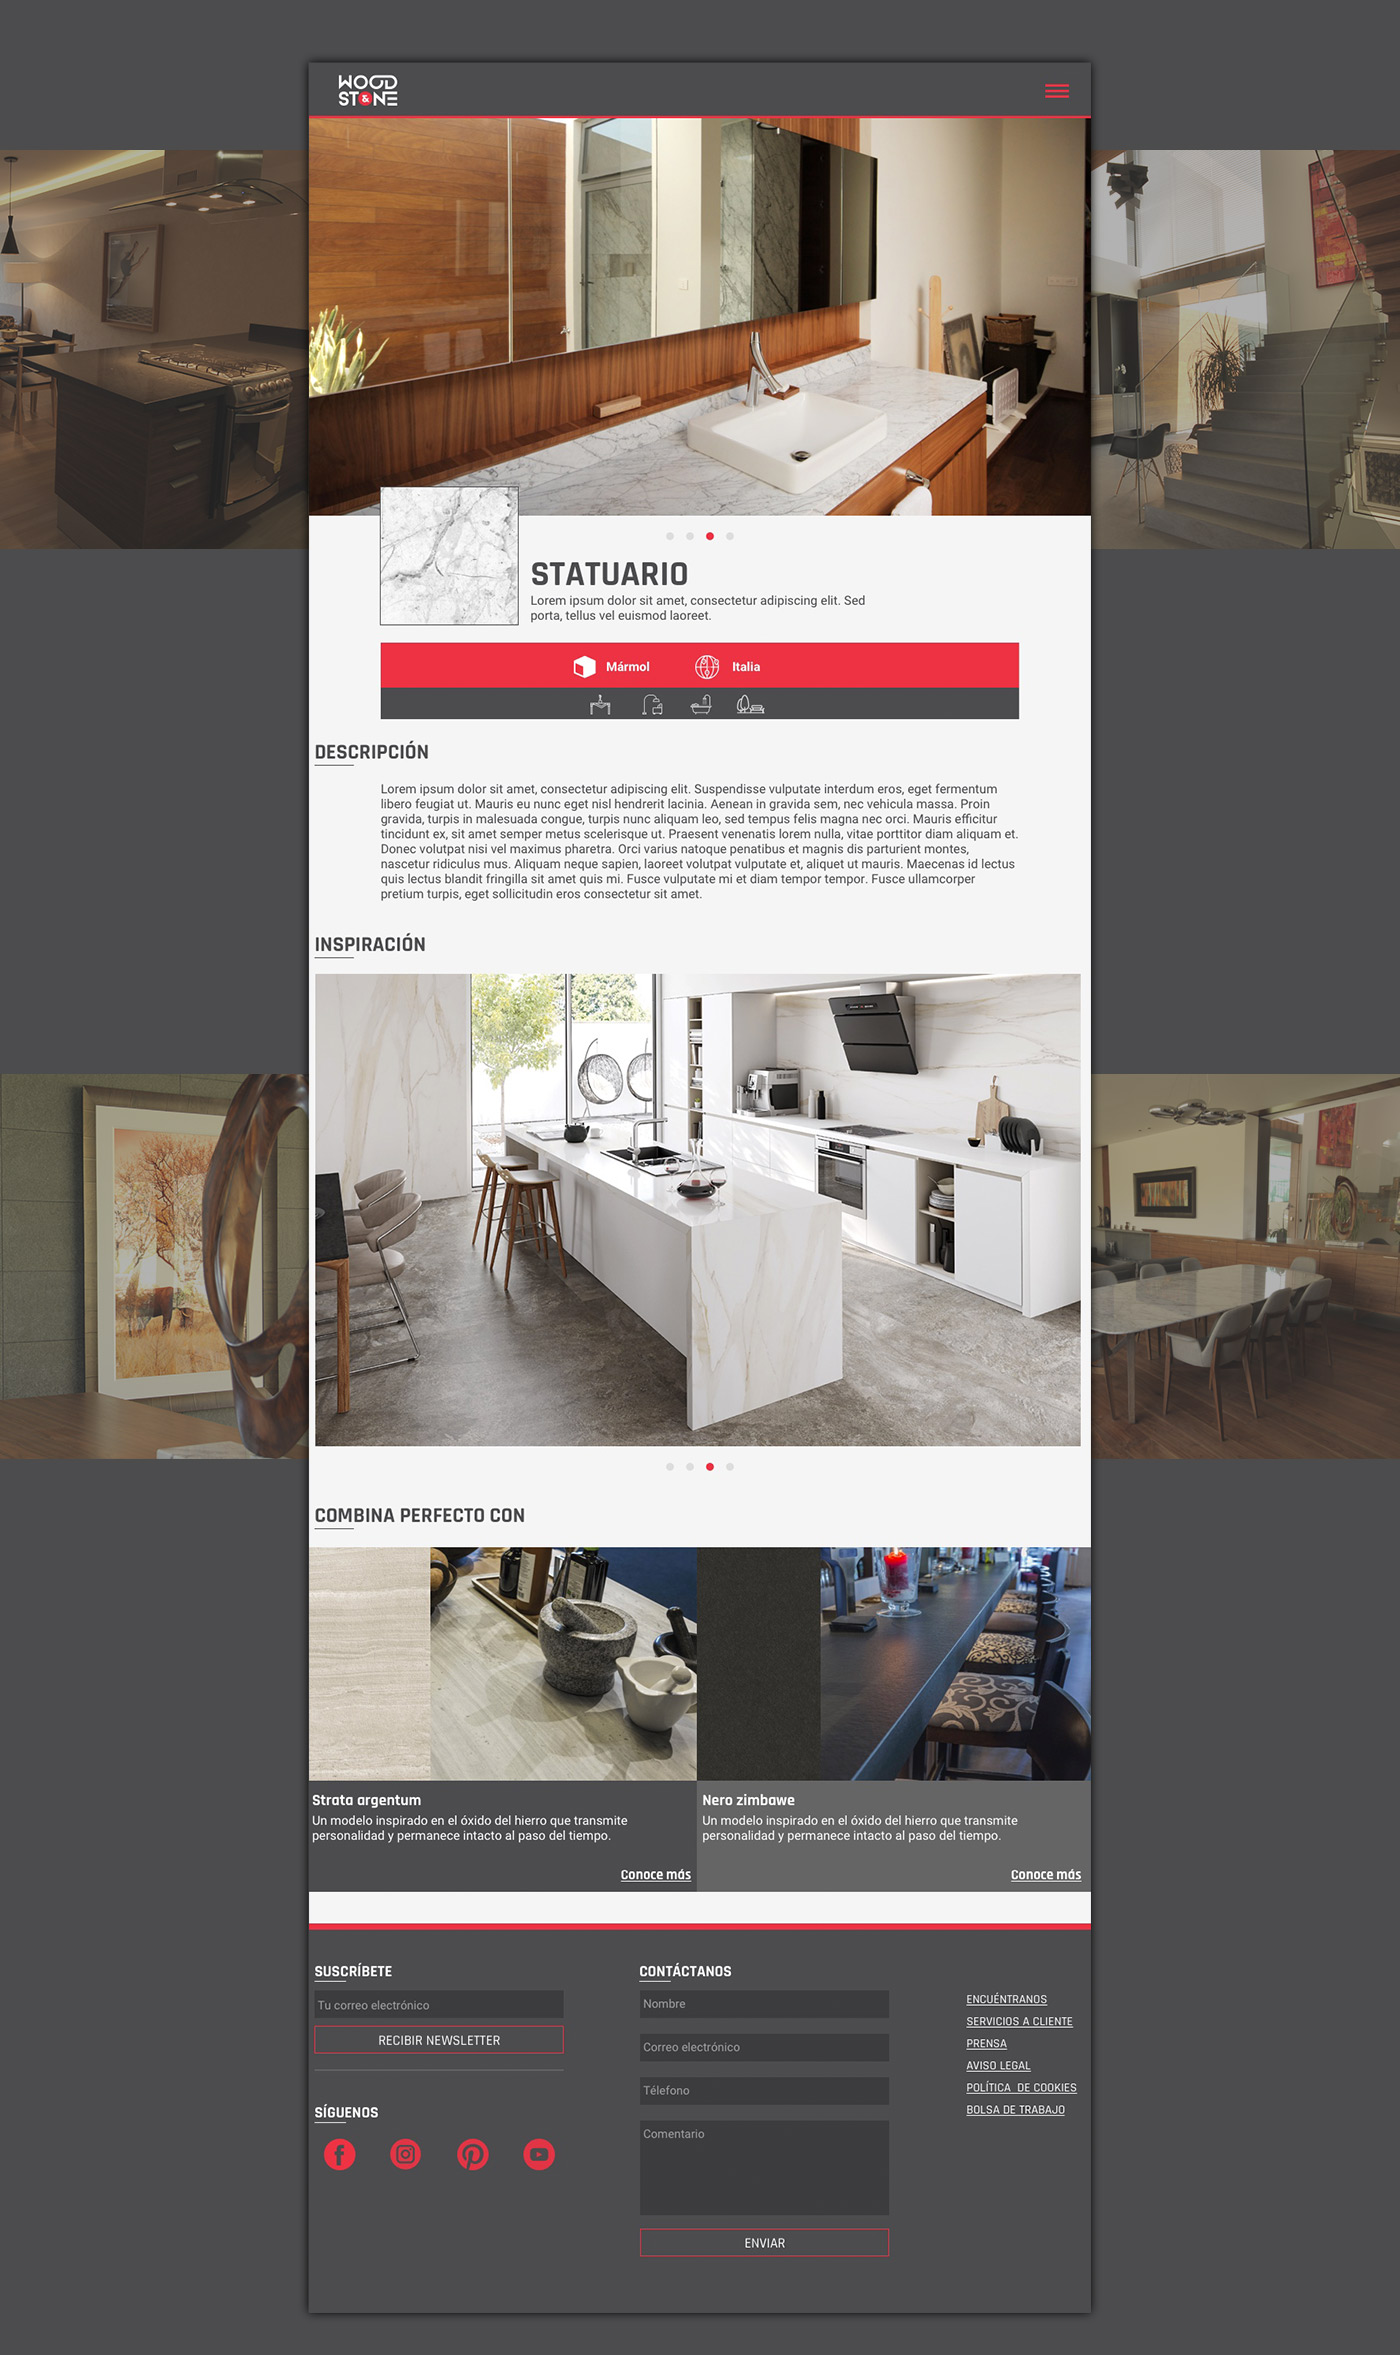 WOOD
ST&NE
STATUARIO
Lorem ipsum dolor sit amet, consectetur adipiscing elit. Sed
porta, tellus vel euismod laoreet.
Mármol
Italia
DESCRIPCIÓN
Lorem ipsum dolor sit amet, consectetur adipiscing elit. Suspendisse vulputate interdum eros, eget fermentum
libero feugiat ut. Mauris eu nunc eget nisl hendrerit lacinia. Aenean in gravida sem, nec vehicula massa. Proin
gravida, turpis in malesuada congue, turpis nunc aliquam leo, sed tempus felis magna nec orci. Mauris efficitur
tincidunt ex, sit amet semper metus scelerisque ut. Praesent venenatis lorem nulla, vitae porttitor diam aliquam et.
Donec volutpat nisi vel maximus pharetra. Orci varius natoque penatibus et magnis dis parturient montes,
nascetur ridiculus mus. Aliquam neque sapien, laoreet volutpat vulputate et, aliquet ut mauris. Maecenas id lectus
quis lectus blandit fringilla sit amet quis mi. Fusce vulputate mi et diam tempor tempor. Fusce ullamcorper
pretium turpis, eget sollicitudin eros consectetur sit amet.
INSPIRACIÓN
COMBINA PERFECTO CON
Strata argentum
Un modelo inspirado en el óxido del hierro que transmite
personalidad y permanece intacto al paso del tiempo.
Conoce más
Nero zimbawe
Un modelo inspirado en el óxido del hierro que transmite
personalidad y permanece intacto al paso del tiempo.
Conoce más
SUSCRÍBETE
Tu correo electrónico
RECIBIR NEWSLETTER
SÍGUENOS
CONTÁCTANOS
Nombre
Correo electrónico
Télefono
Comentario
ENVIAR
ENCUÉNTRANOS
SERVICIOS A CLIENTE
PRENSA
AVISO LEGAL
POLÍTICA DE COOKIES
BOLSA DE TRABAJO